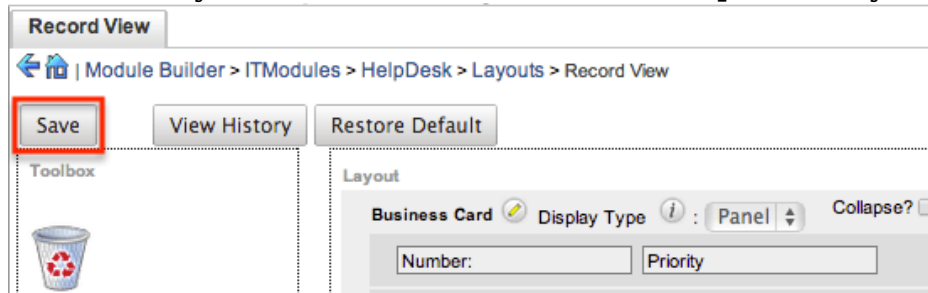 Record View
| Module Builder > ITModules > HelpDesk > Layouts > Record View
Save View History Restore Default
Toolbox
Layout
Business Card Display Type i : Panel Collapse?
Number: Priority